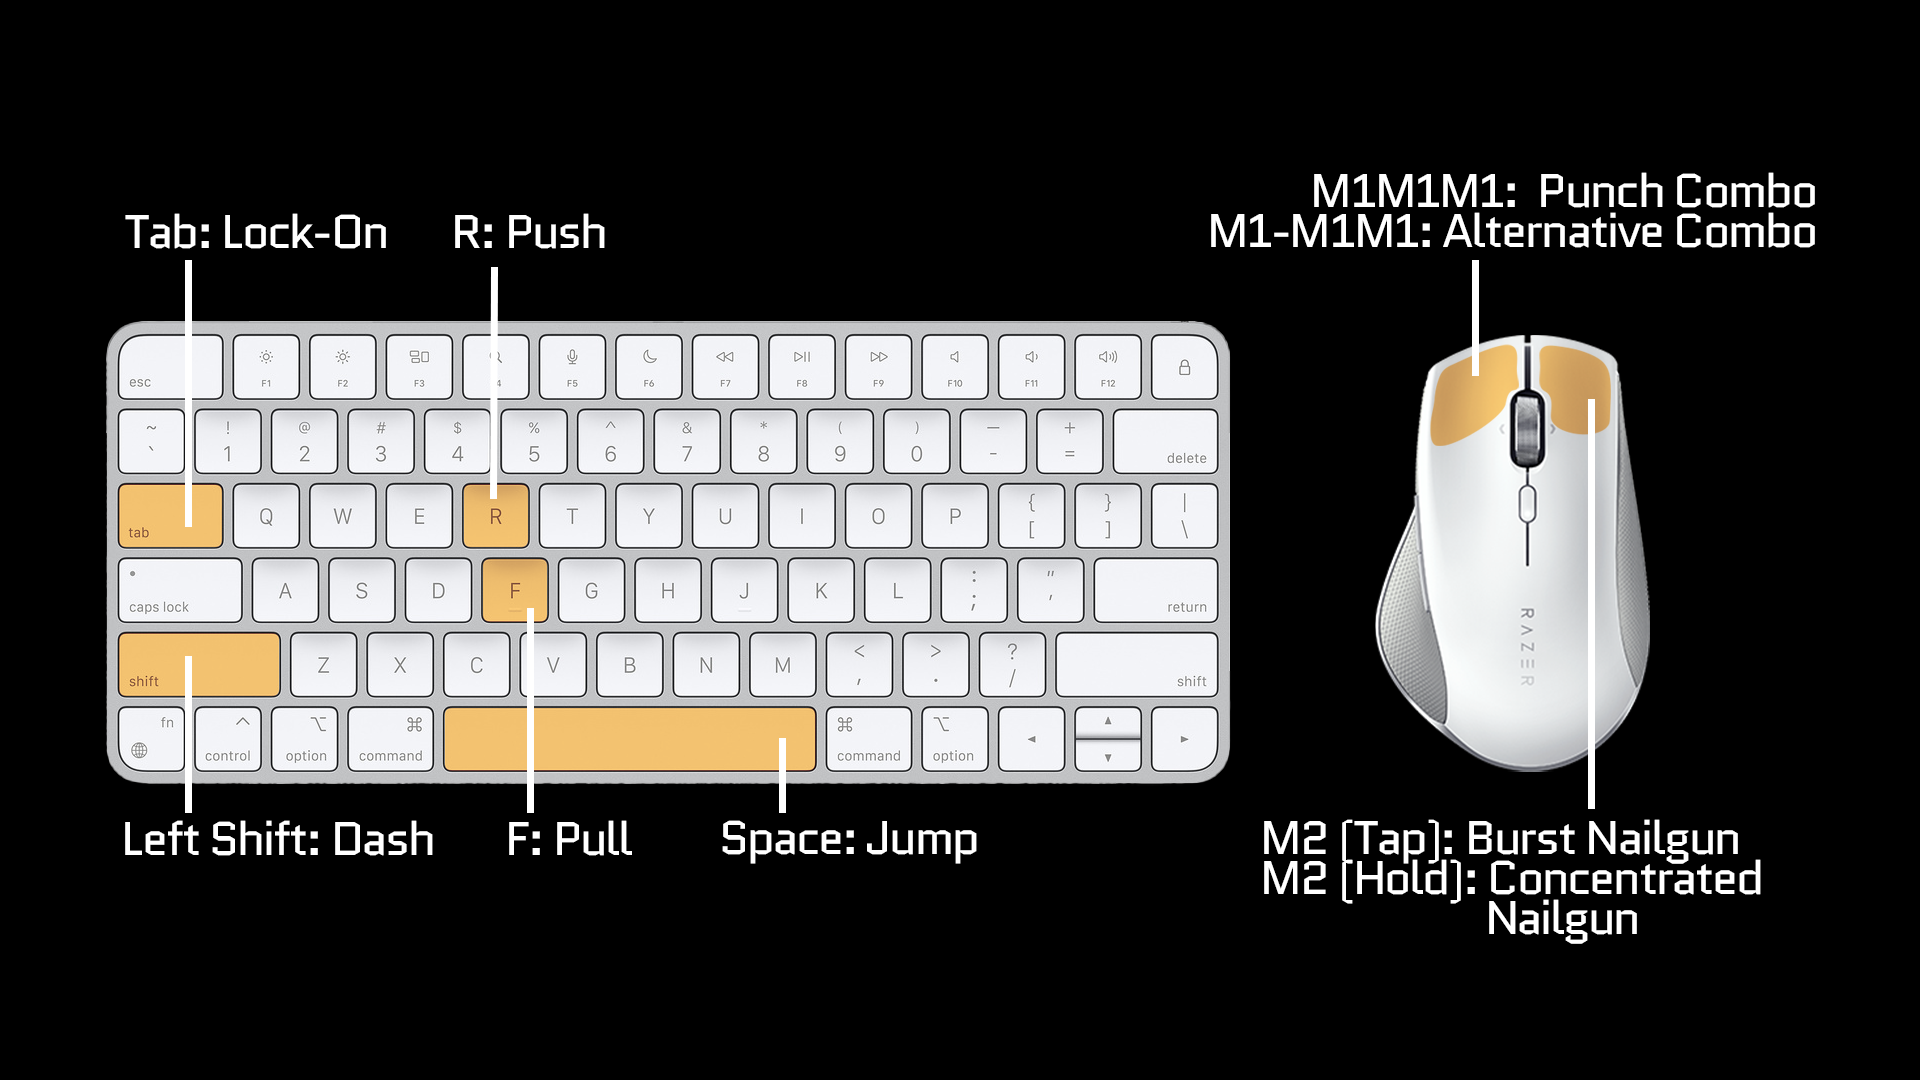 M1M1M1: Punch Combo
Tab: Lock-On R: Push M1-M1M1: Alternative Combo
esc F1 F2 F3 4 F5 F6 F7 F8 F9 F10 F11 F12
~ ! @ # $ % ^ & * ( ) — +
` 1 2 3 4 5 6 7 8 9 0 - = delete
tab Q W E R T Y U I O P { [ } ] | \
caps lock A S D F G H J K L : ; " ' return
shift Z X C V B N M < , > . ? / shift
fn ^ ⌥ ⌘ ⌘ ⌥ ◂ ▴ ▸
control option command command option ▾
RAZER
Left Shift: Dash F: Pull Space: Jump M2 [Tap]: Burst Nailgun
M2 [Hold]: Concentrated
Nailgun